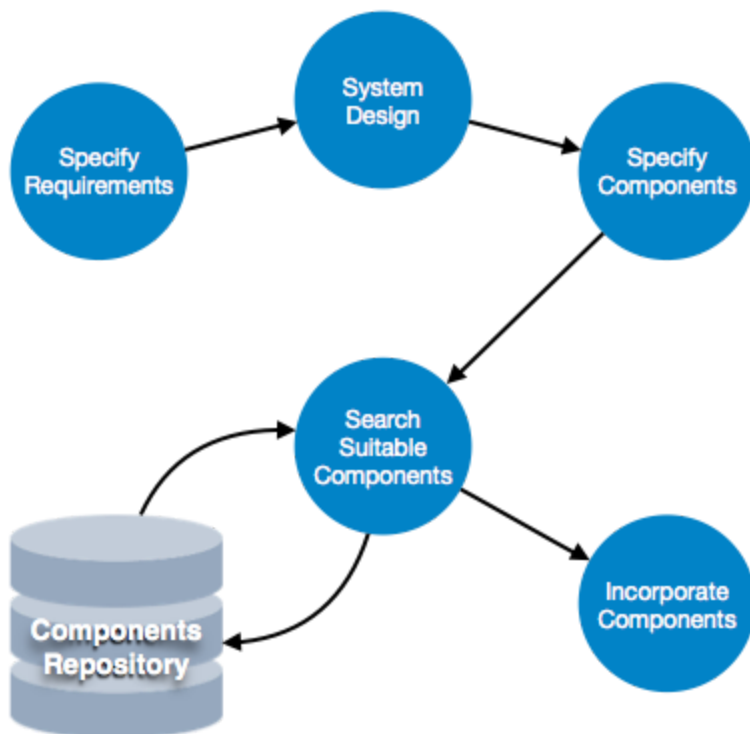 System
Design
Specify
Requirements
Specify
Components
Search
Suitable
Components
Incorporate
Components
Components
Repository